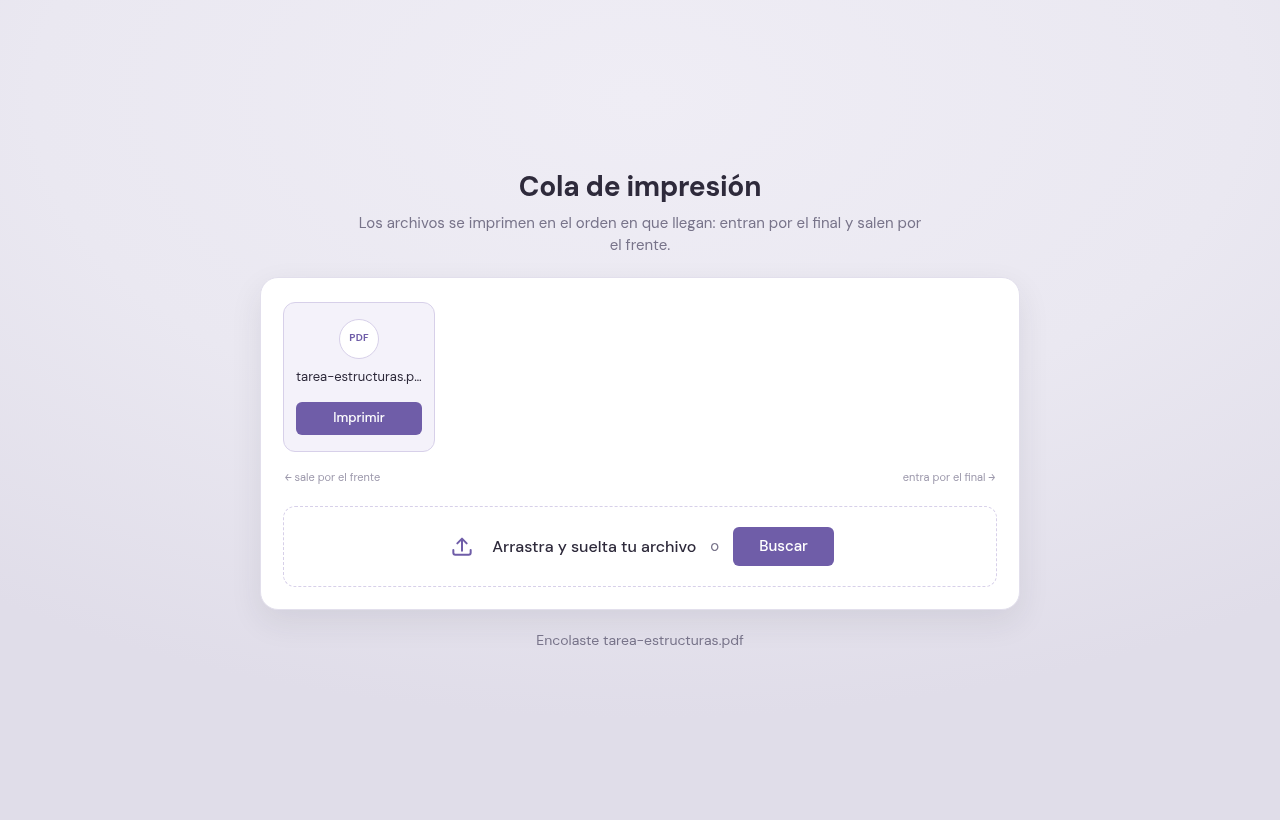 Cola de impresión
Los archivos se imprimen en el orden en que llegan: entran por el final y salen por
el frente.
PDF
tarea-estructuras.p…
Imprimir
← sale por el frente
entra por el final →
Arrastra y suelta tu archivo o Buscar
Encolaste tarea-estructuras.pdf